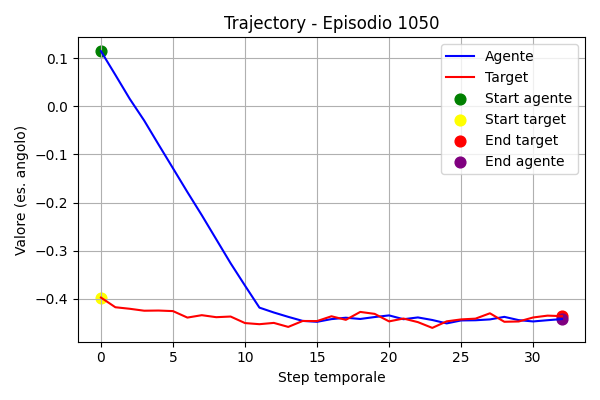 Trajectory - Episodio 1050
Valore (es. angolo)
0.1
0.0
−0.1
−0.2
−0.3
−0.4
Agente
Target
Start agente
Start target
End target
End agente
0 5 10 15 20 25 30
Step temporale